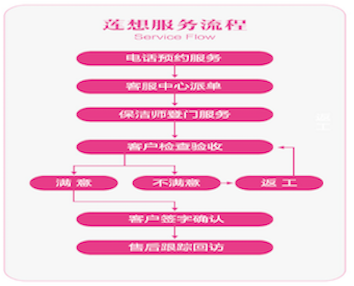 莲想服务流程
Service Flow
电话预约服务
客服中心派单
保洁师登门服务
客户检查验收
满意
不满意
返工
客户签字确认
售后跟踪回访